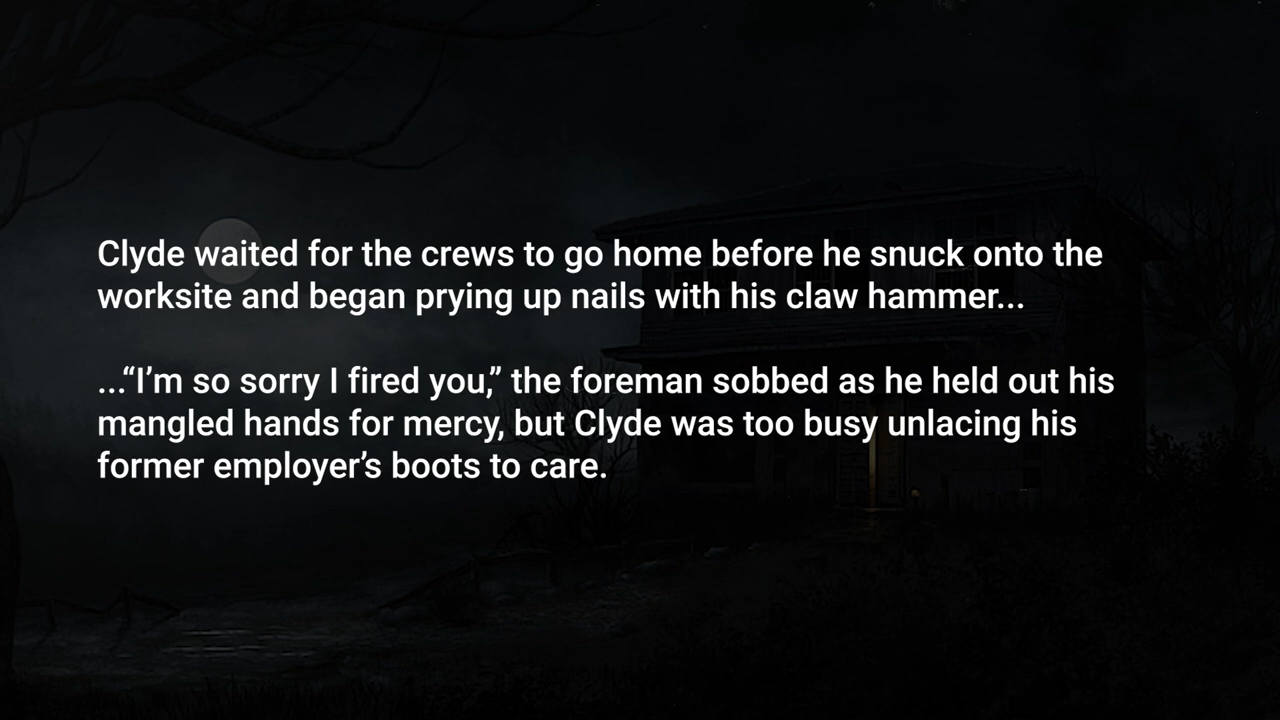 Clyde waited for the crews to go home before he snuck onto the
worksite and began prying up nails with his claw hammer...
...“I’m so sorry I fired you,” the foreman sobbed as he held out his
mangled hands for mercy, but Clyde was too busy unlacing his
former employer’s boots to care.